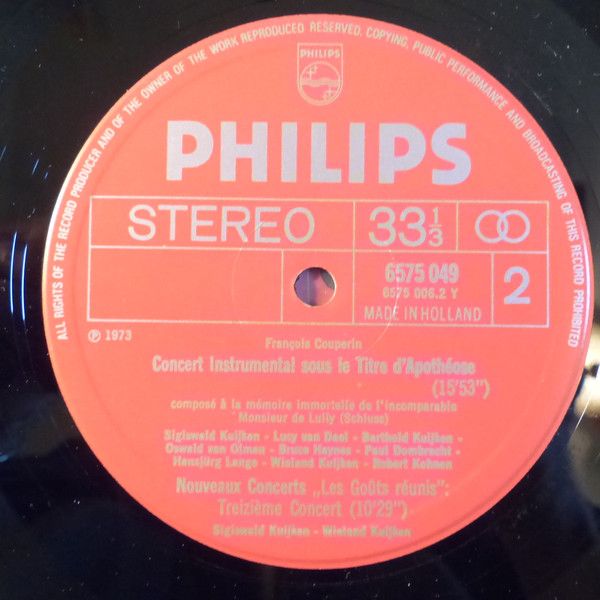 ALL RIGHTS OF THE RECORD PRODUCER AND OF THE OWNER OF THE WORK REPRODUCED RESERVED. COPYING, PUBLIC PERFORMANCE AND BROADCASTING OF THIS RECORD PROHIBITED
PHILIPS
PHILIPS
STEREO 33 1/3
6575 049
6575 006.2 Y
2
MADE IN HOLLAND
℗ 1973
François Couperin
Concert Instrumental sous le Titre d'Apothéose
(15'53")
composé à la mémoire immortelle de l'incomparable
Monsieur de Lully (Schluss)
Sigiswald Kuijken - Lucy van Dael - Barthold Kuijken -
Oswald van Olmen - Bruce Haynes - Paul Dombrecht -
Hansjürg Lange - Wieland Kuijken - Robert Kohnen
Nouveaux Concerts „Les Goûts réunis":
Treizième Concert (10'29")
Sigiswald Kuijken - Wieland Kuijken